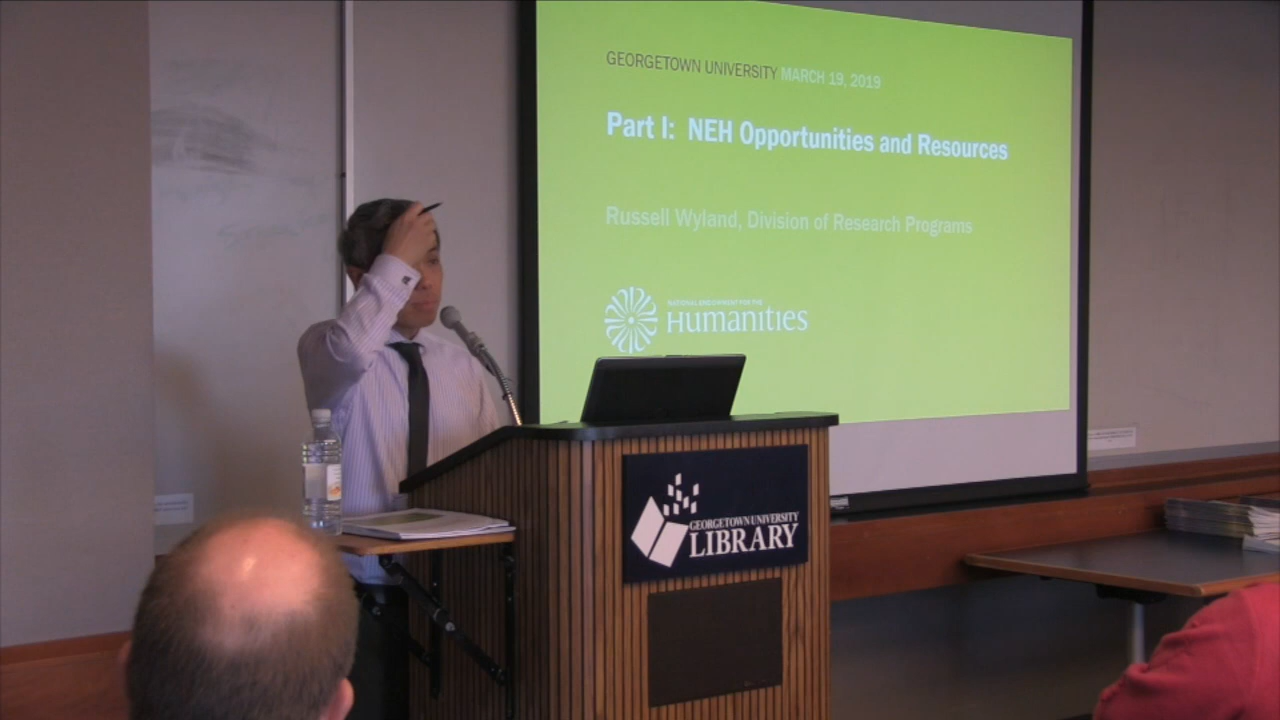 GEORGETOWN UNIVERSITY MARCH 19, 2019
Part I: NEH Opportunities and Resources
Russell Wyland, Division of Research Programs
NATIONAL ENDOWMENT FOR THE
Humanities
GEORGETOWN UNIVERSITY
LIBRARY